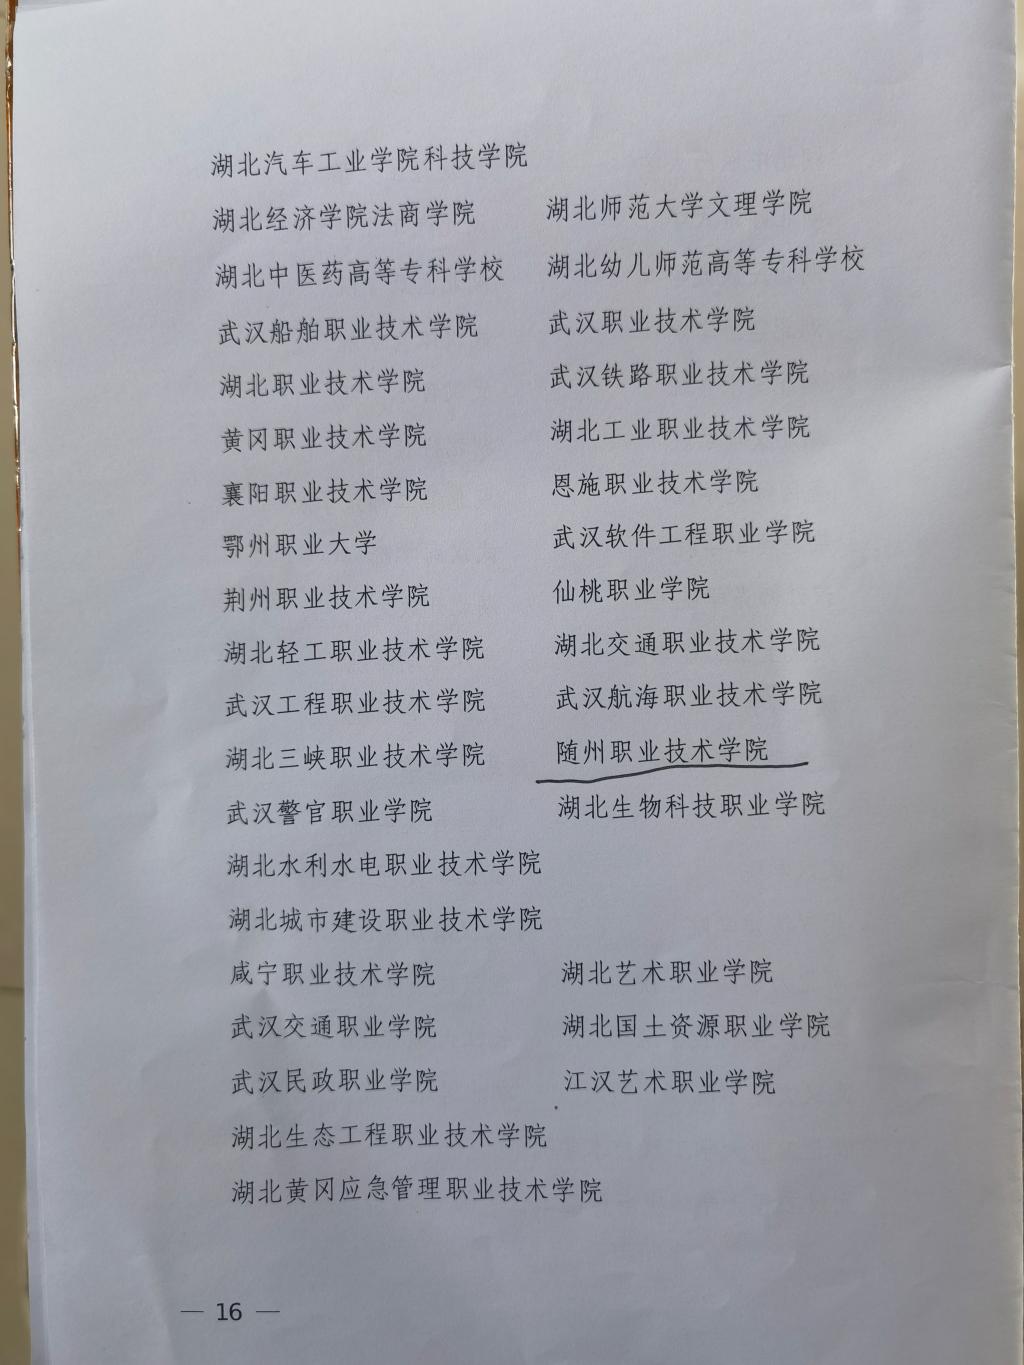 湖北汽车工业学院科技学院
湖北经济学院法商学院 湖北师范大学文理学院
湖北中医药高等专科学校 湖北幼儿师范高等专科学校
武汉船舶职业技术学院 武汉职业技术学院
湖北职业技术学院 武汉铁路职业技术学院
黄冈职业技术学院 湖北工业职业技术学院
襄阳职业技术学院 恩施职业技术学院
鄂州职业大学 武汉软件工程职业学院
荆州职业技术学院 仙桃职业学院
湖北轻工职业技术学院 湖北交通职业技术学院
武汉工程职业技术学院 武汉航海职业技术学院
湖北三峡职业技术学院 随州职业技术学院
武汉警官职业学院 湖北生物科技职业学院
湖北水利水电职业技术学院
湖北城市建设职业技术学院
咸宁职业技术学院 湖北艺术职业学院
武汉交通职业学院 湖北国土资源职业学院
武汉民政职业学院 江汉艺术职业学院
湖北生态工程职业技术学院
湖北黄冈应急管理职业技术学院
— 16 —